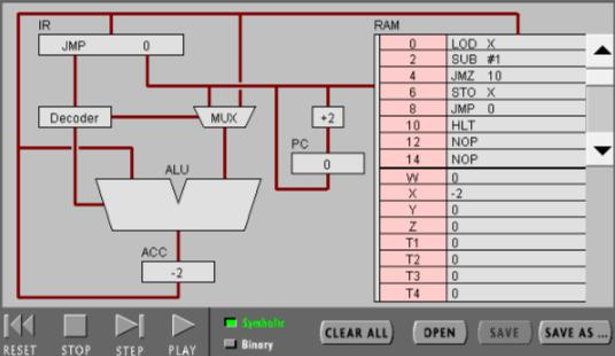 IR
JMP 0
Decoder
MUX
+2
PC
0
ALU
ACC
-2
RAM
0 LOD X
2 SUB #1
4 JMZ 10
6 STO X
8 JMP 0
10 HLT
12 NOP
14 NOP
W 0
X -2
Y 0
Z 0
T1 0
T2 0
T3 0
T4 0
RESET STOP STEP PLAY
Symbolic
Binary
CLEAR ALL OPEN SAVE SAVE AS ...